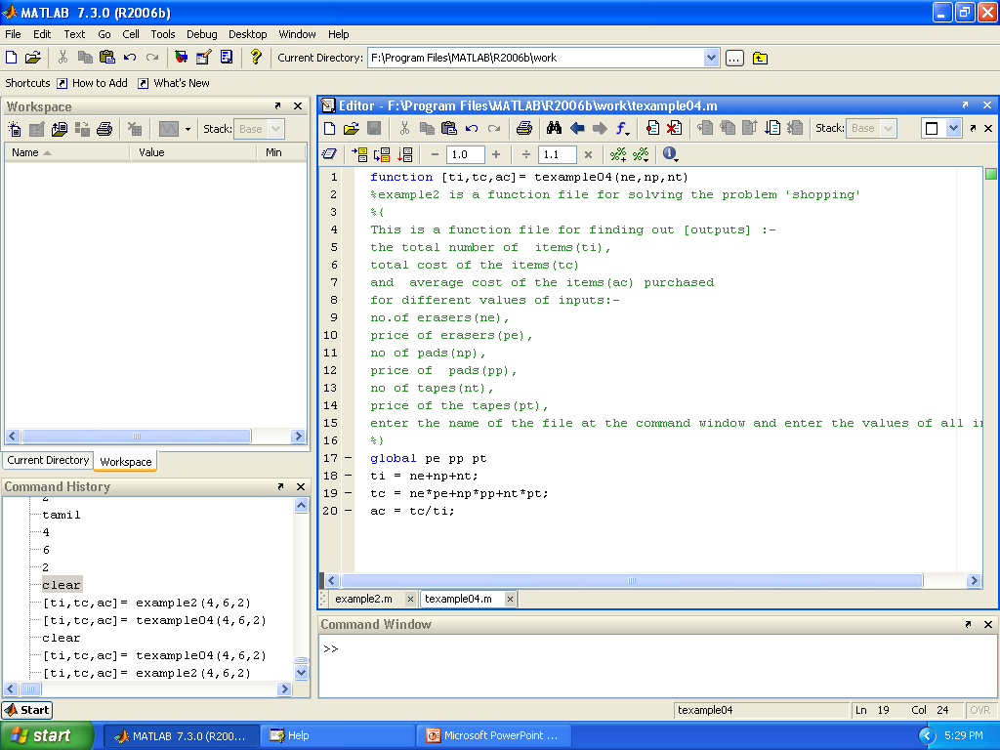 MATLAB 7.3.0 (R2006b)
File Edit Text Go Cell Tools Debug Desktop Window Help
Current Directory: F:\Program Files\MATLAB\R2006b\work ...
Shortcuts How to Add What's New
Workspace
Stack: Base
Name Value Min
Current Directory Workspace
Command History
2
tamil
4
6
2
clear
[ti,tc,ac]= example2(4,6,2)
[ti,tc,ac]= texample04(4,6,2)
clear
[ti,tc,ac]= texample04(4,6,2)
[ti,tc,ac]= example2(4,6,2)
Editor - F:\Program Files\MATLAB\R2006b\work\texample04.m
Stack: Base
− 1.0 + ÷ 1.1 ×
1 function [ti,tc,ac]= texample04(ne,np,nt)
2 %example2 is a function file for solving the problem 'shopping'
3 %{
4 This is a function file for finding out [outputs] :-
5 the total number of  items(ti),
6 total cost of the items(tc)
7 and  average cost of the items(ac) purchased
8 for different values of inputs:-
9 no.of erasers(ne),
10 price of erasers(pe),
11 no of pads(np),
12 price of  pads(pp),
13 no of tapes(nt),
14 price of the tapes(pt),
15 enter the name of the file at the command window and enter the values of all
16 %}
17 − global pe pp pt
18 − ti = ne+np+nt;
19 − tc = ne*pe+np*pp+nt*pt;
20 − ac = tc/ti;
example2.m texample04.m
Command Window
>>
Start
texample04 Ln 19 Col 24 OVR
start MATLAB 7.3.0 (R200... Help Microsoft PowerPoint ... 5:29 PM